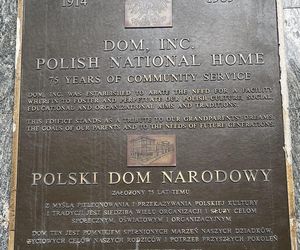 1914 1989
DOM, INC.
POLISH NATIONAL HOME
75 YEARS OF COMMUNITY SERVICE
DOM, INC. WAS ESTABLISHED TO ABATE THE NEED FOR A FACILITY
WHEREIN TO FOSTER AND PERPETUATE OUR POLISH CULTURE, SOCIAL,
EDUCATIONAL AND ORGANIZATIONAL AIMS AND TRADITIONS.
THIS EDIFICE STANDS AS A TRIBUTE TO OUR GRANDPARENTS' DREAMS,
THE GOALS OF OUR PARENTS AND TO THE NEEDS OF FUTURE GENERATIONS.
POLSKI DOM NARODOWY
ZAŁOŻONY 75 LAT TEMU
Z MYŚLĄ PIELĘGNOWANIA I PRZEKAZYWANIA POLSKIEJ KULTURY
I TRADYCJI JEST SIEDZIBĄ WIELU ORGANIZACJI I SŁUŻY CELOM
SPOŁECZNYM, OŚWIATOWYM I ORGANIZACYJNYM
DOM TEN JEST POMNIKIEM SPEŁNIONYCH MARZEŃ NASZYCH DZIADKÓW,
ŻYCIOWYCH CELÓW NASZYCH RODZICÓW I POTRZEB PRZYSZŁYCH POKOLEŃ